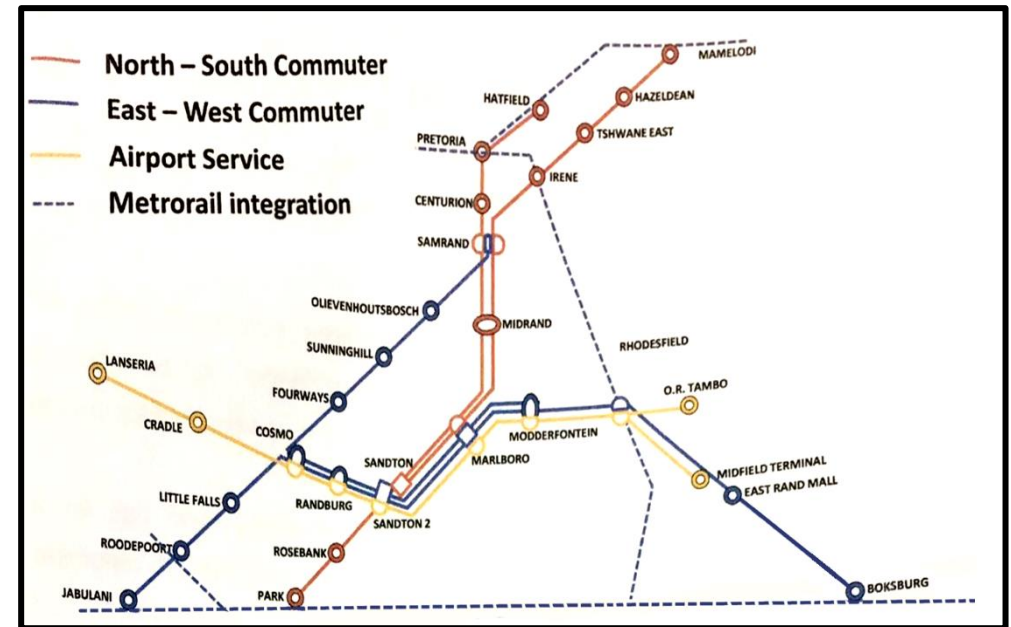 North – South Commuter
East – West Commuter
Airport Service
Metrorail integration
MAMELODI
HATFIELD
HAZELDEAN
TSHWANE EAST
PRETORIA
IRENE
CENTURION
SAMRAND
OLIEVENHOUTSBOSCH
MIDRAND
SUNNINGHILL
RHODESFIELD
LANSERIA
O.R. TAMBO
FOURWAYS
CRADLE
COSMO
MODDERFONTEIN
SANDTON
MARLBORO
MIDFIELD TERMINAL
EAST RAND MALL
LITTLE FALLS
RANDBURG
SANDTON 2
ROODEPOORT
ROSEBANK
JABULANI
PARK
BOKSBURG